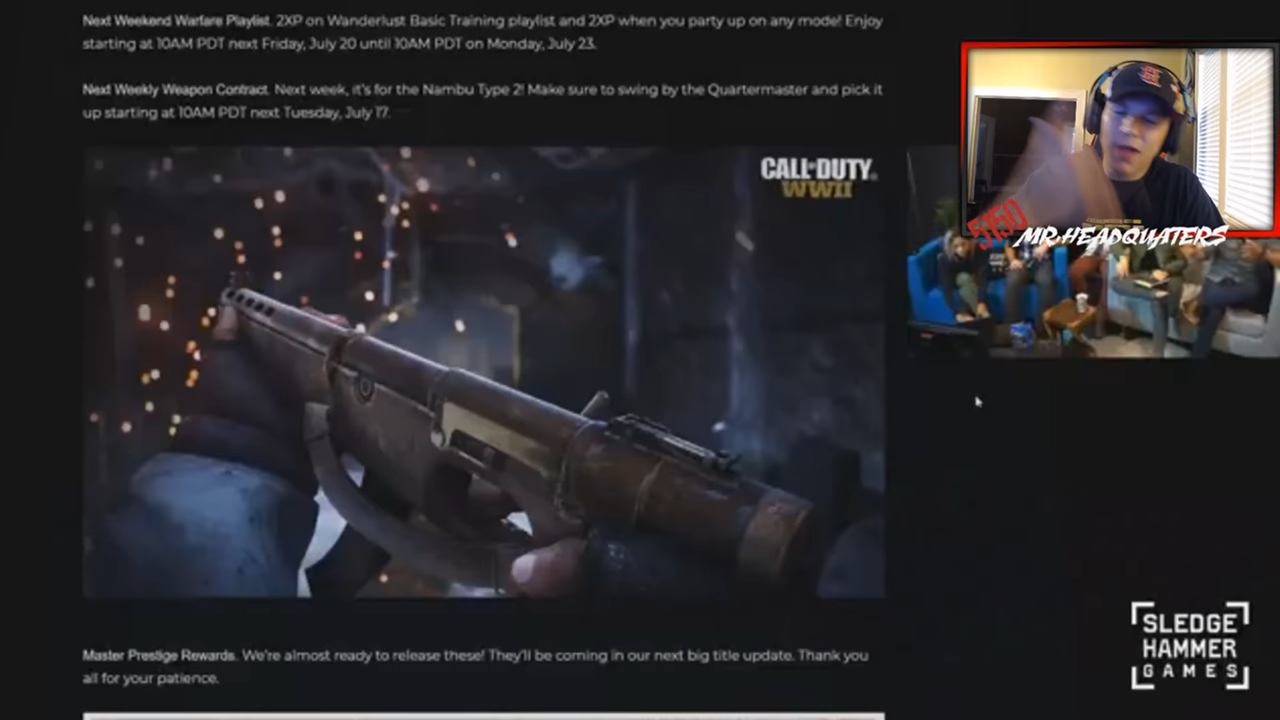 Next Weekend Warfare Playlist. 2XP on Wanderlust Basic Training playlist and 2XP when you party up on any mode! Enjoy
starting at 10AM PDT next Friday, July 20 until 10AM PDT on Monday, July 23.
Next Weekly Weapon Contract. Next week, it's for the Nambu Type 2! Make sure to swing by the Quartermaster and pick it
up starting at 10AM PDT next Tuesday, July 17.
CALL OF DUTY
WWII
5150
MR.HEADQUATERS
Master Prestige Rewards. We're almost ready to release these! They'll be coming in our next big title update. Thank you
all for your patience.
SLEDGE
HAMMER
GAMES